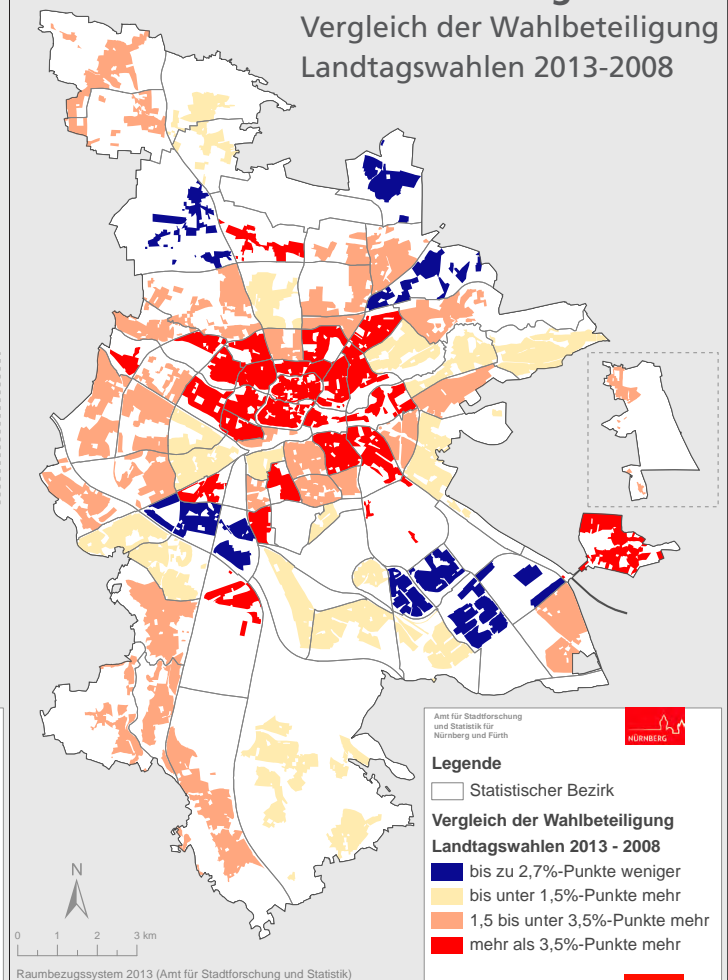 Vergleich der Wahlbeteiligung
Landtagswahlen 2013-2008
Amt für Stadtforschung
und Statistik für
Nürnberg und Fürth
NÜRNBERG
Legende
Statistischer Bezirk
Vergleich der Wahlbeteiligung
Landtagswahlen 2013 - 2008
bis zu 2,7%-Punkte weniger
bis unter 1,5%-Punkte mehr
1,5 bis unter 3,5%-Punkte mehr
mehr als 3,5%-Punkte mehr
N
0 1 2 3 km
Raumbezugssystem 2013 (Amt für Stadtforschung und Statistik)